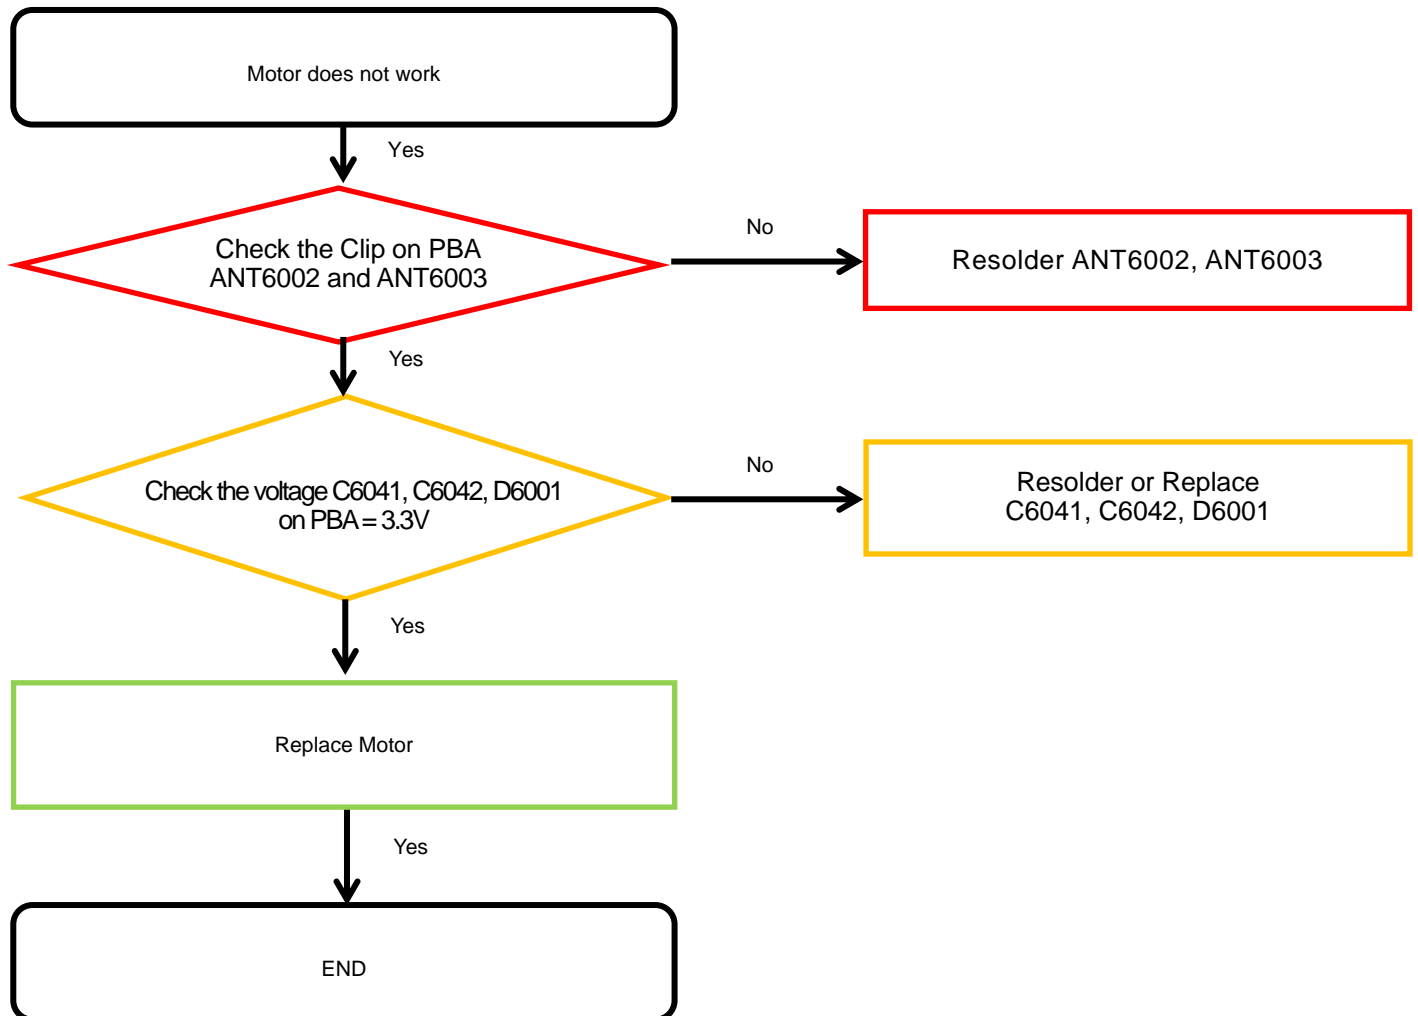 Motor does not work
Yes
Check the Clip on PBA
ANT6002 and ANT6003
No
Resolder ANT6002, ANT6003
Yes
Check the voltage C6041, C6042, D6001
on PBA = 3.3V
No
Resolder or Replace
C6041, C6042, D6001
Yes
Replace Motor
Yes
END